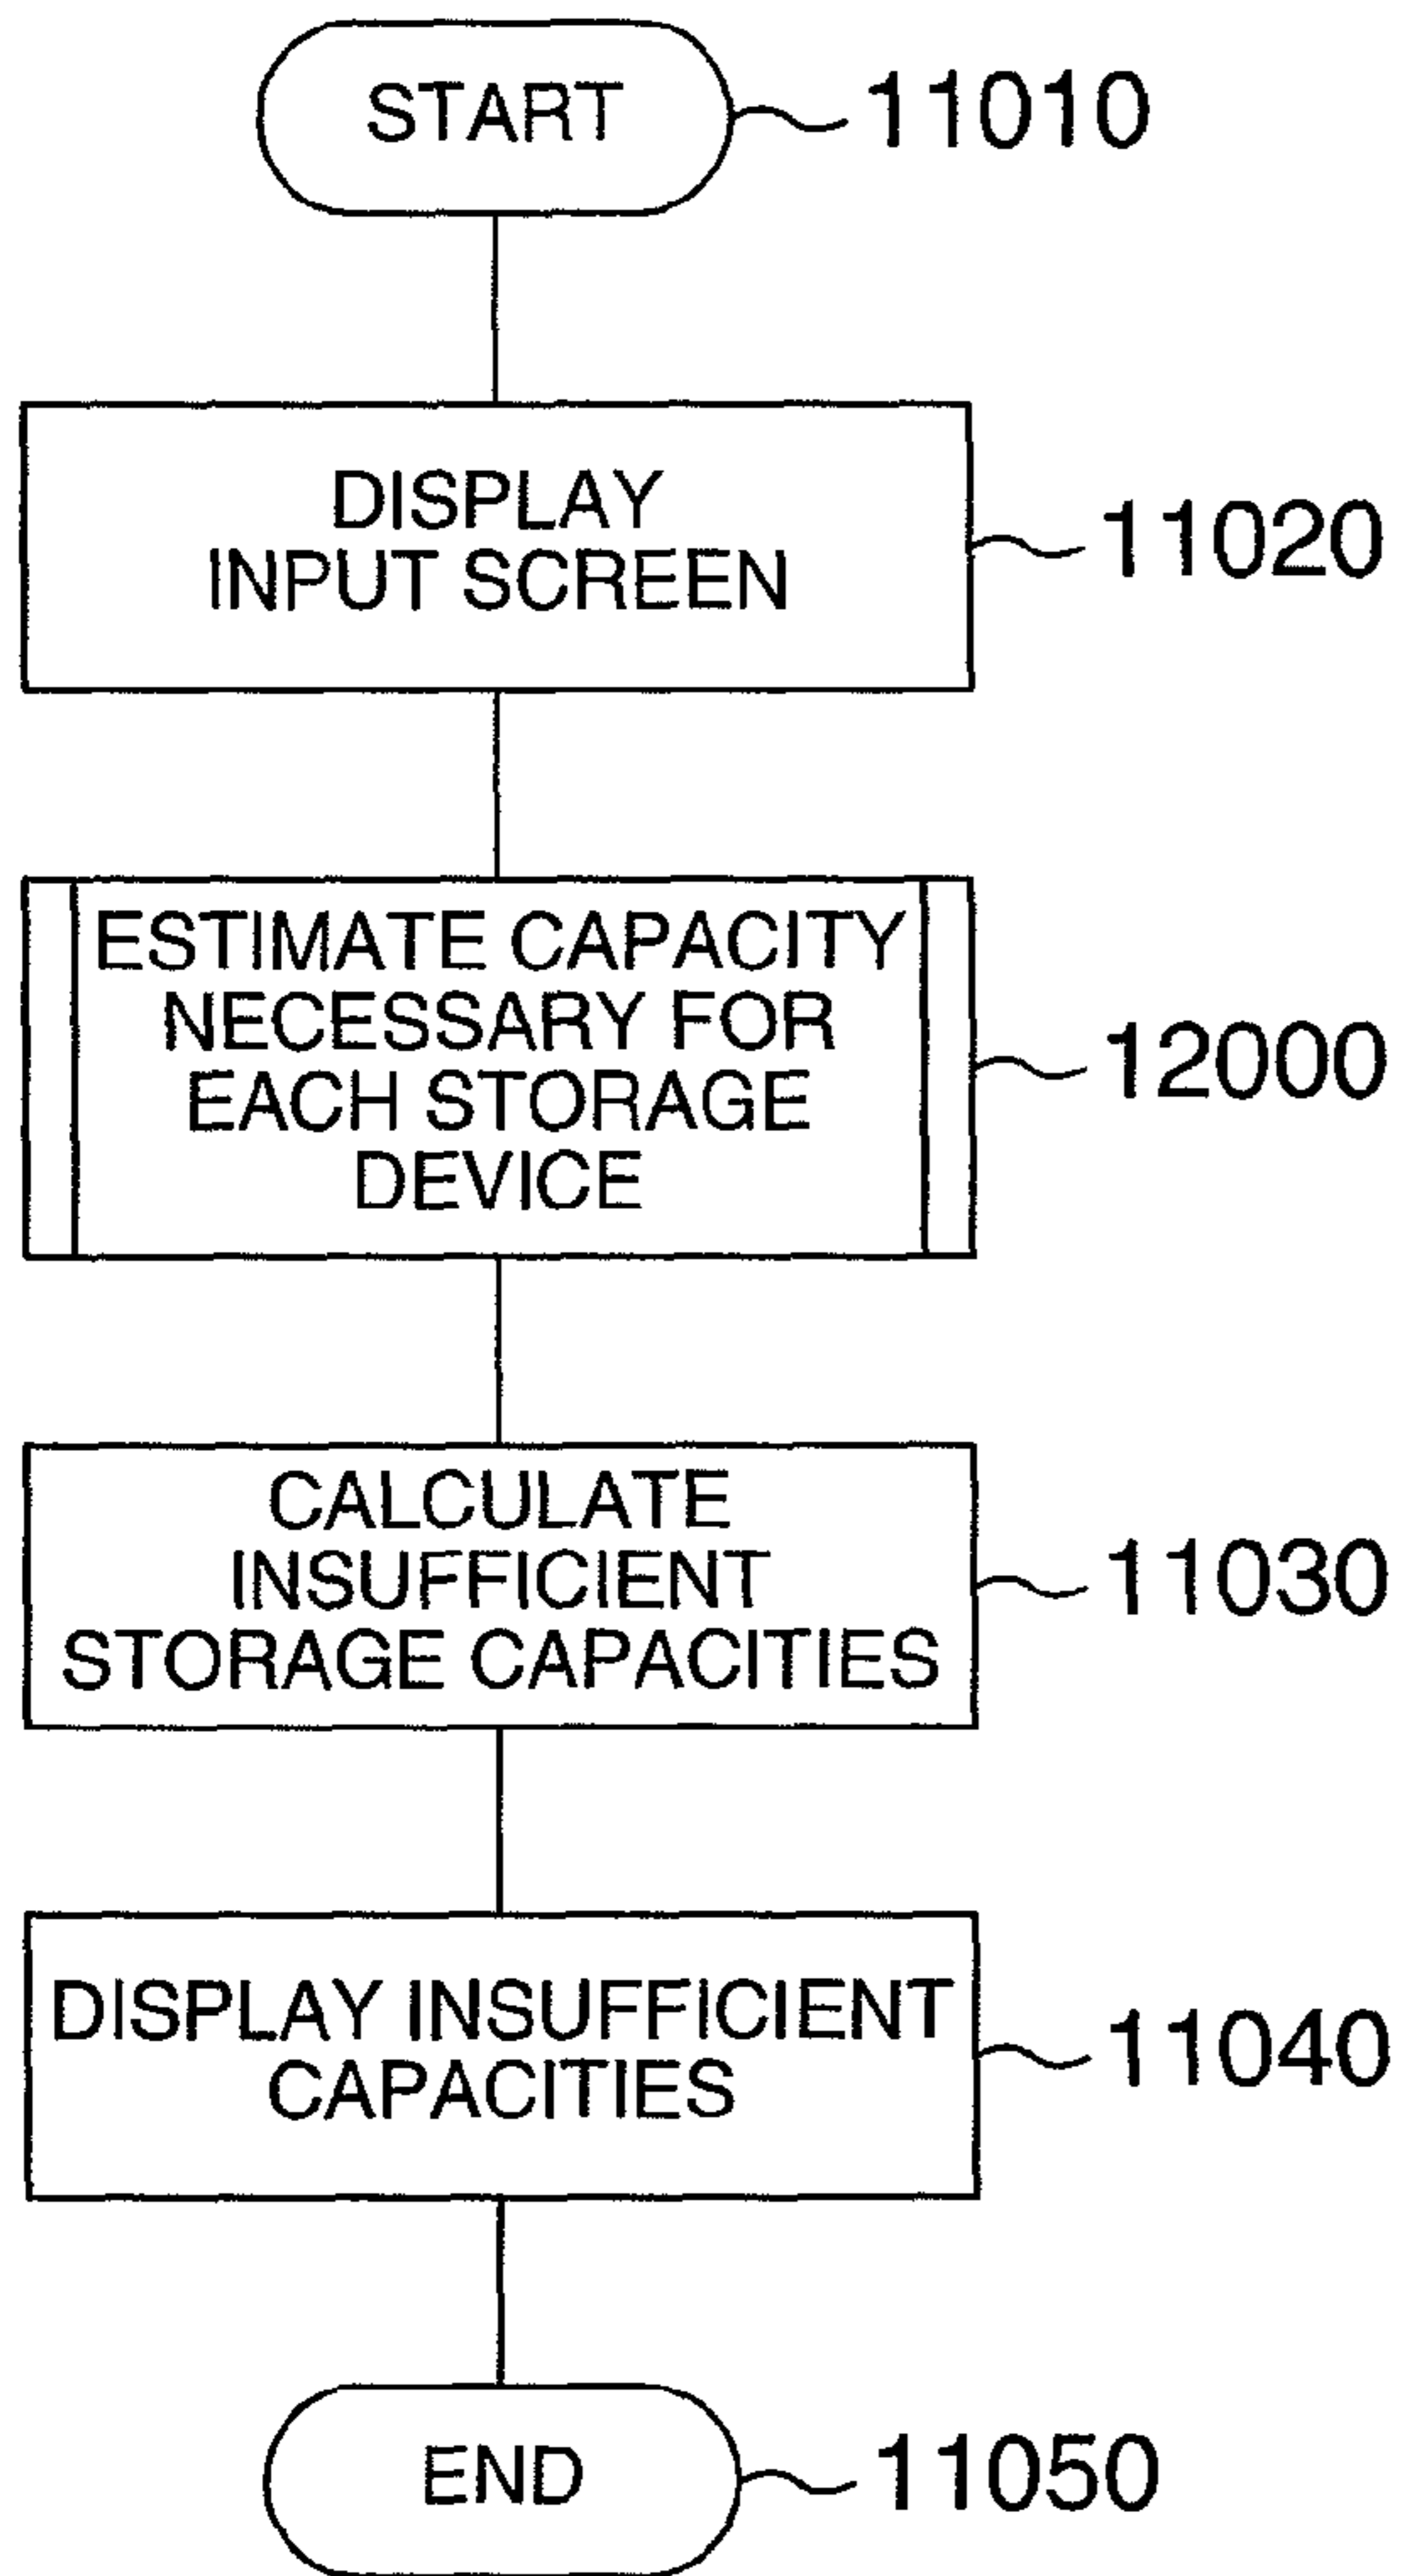 START
11010
DISPLAY
INPUT SCREEN
11020
ESTIMATE CAPACITY
NECESSARY FOR
EACH STORAGE
DEVICE
12000
CALCULATE
INSUFFICIENT
STORAGE CAPACITIES
11030
DISPLAY INSUFFICIENT
CAPACITIES
11040
END
11050